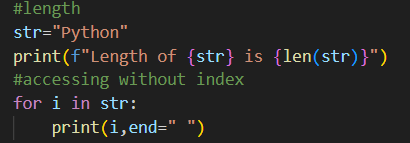 #length
str="Python"
print(f"Length of {str} is {len(str)}")
#accessing without index
for i in str:
    print(i,end=" ")